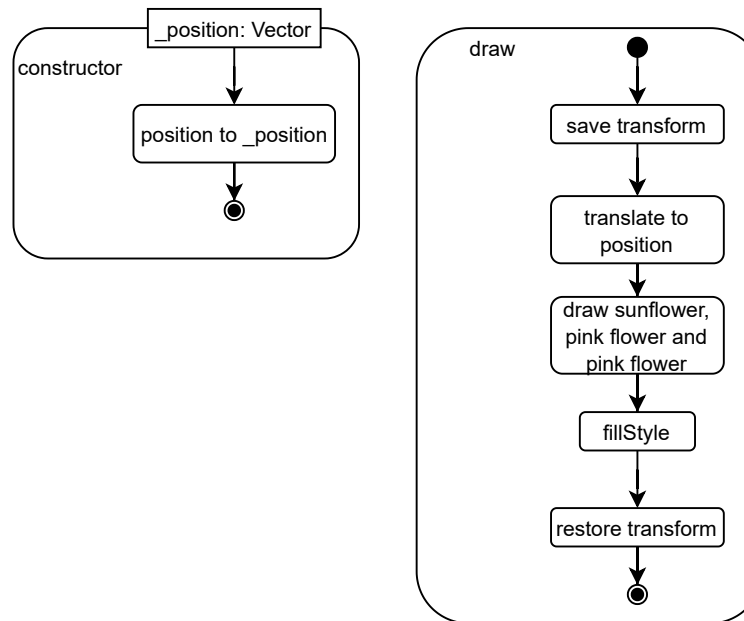 _position: Vector
constructor
position to _position
draw
save transform
translate to
position
draw sunflower,
pink flower and
pink flower
fillStyle
restore transform